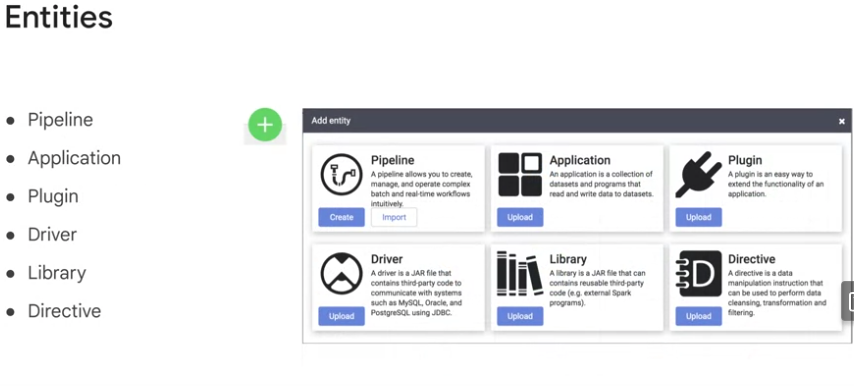 Entities
• Pipeline
• Application
• Plugin
• Driver
• Library
• Directive
Add entity
Pipeline
A pipeline allows you to create,
manage, and operate complex
batch and real-time workflows
intuitively.
Create
Import
Application
An application is a collection of
datasets and programs that
read and write data to datasets.
Upload
Plugin
A plugin is an easy way to
extend the functionality of an
application.
Upload
Driver
A driver is a JAR file that
contains third-party code to
communicate with systems
such as MySQL, Oracle, and
PostgreSQL using JDBC.
Upload
Library
A library is a JAR file that can
contains reusable third-party
code (e.g. external Spark
programs).
Upload
D
Directive
A directive is a data
manipulation instruction that
can be used to perform data
cleansing, transformation and
filtering.
Upload